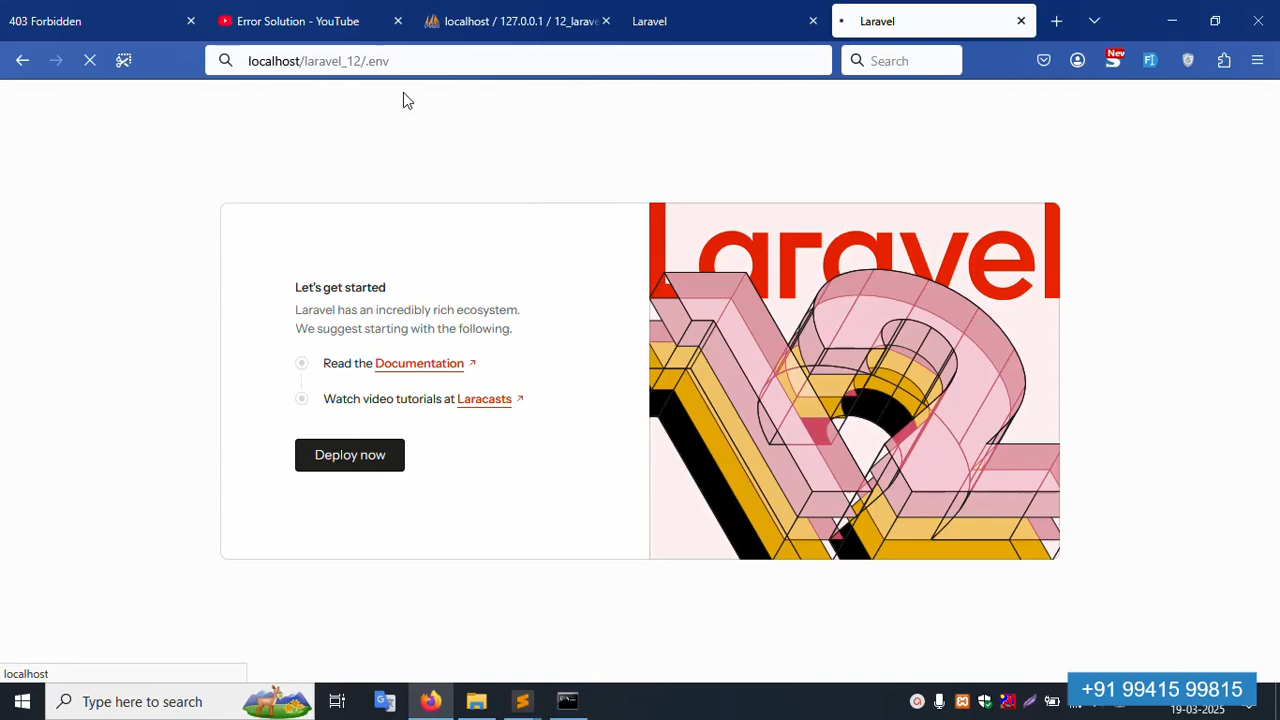 403 Forbidden
Error Solution - YouTube
localhost / 127.0.0.1 / 12_larave
Laravel
Laravel
localhost/laravel_12/.env
Search
New
Laravel
Let's get started
Laravel has an incredibly rich ecosystem.
We suggest starting with the following.
Read the Documentation
Watch video tutorials at Laracasts
Deploy now
localhost
Type here to search
+91 99415 99815
19-03-2025